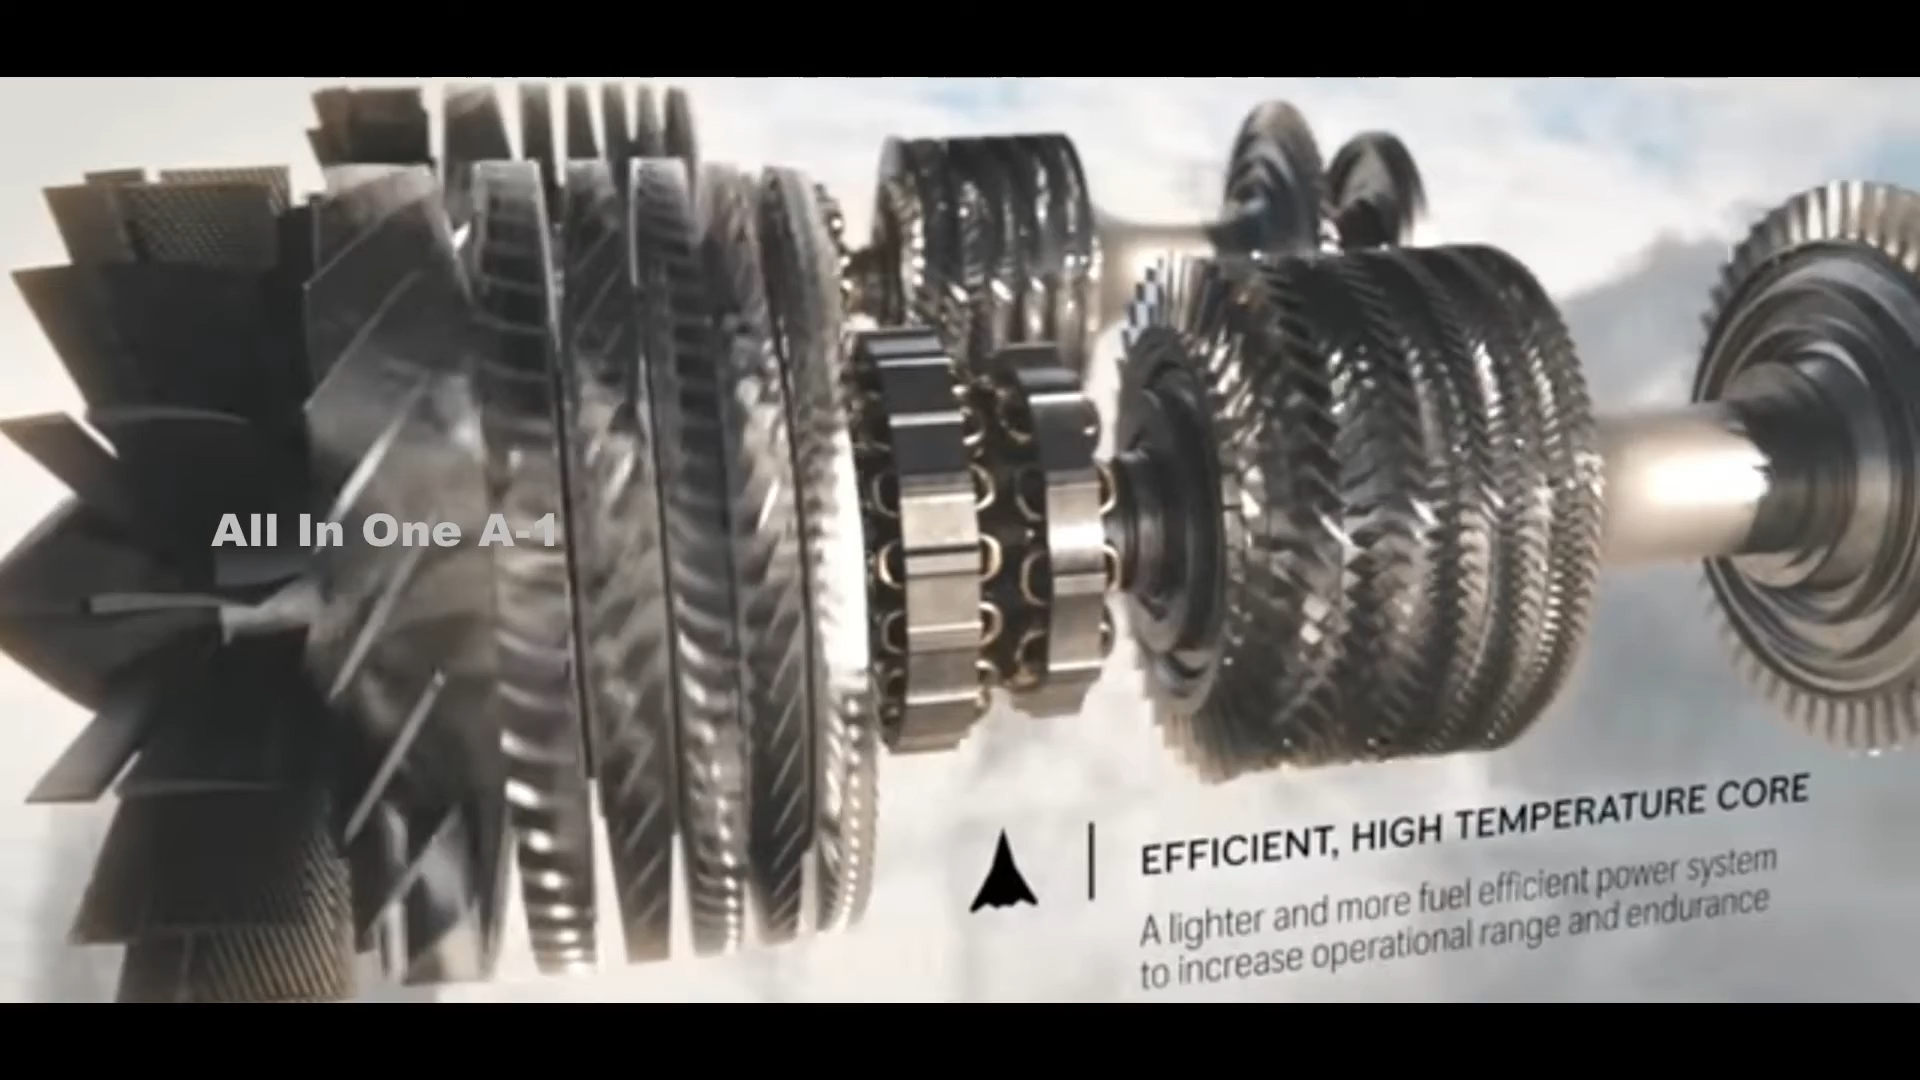 All In One A-1
EFFICIENT, HIGH TEMPERATURE CORE
A lighter and more fuel efficient power system
to increase operational range and endurance